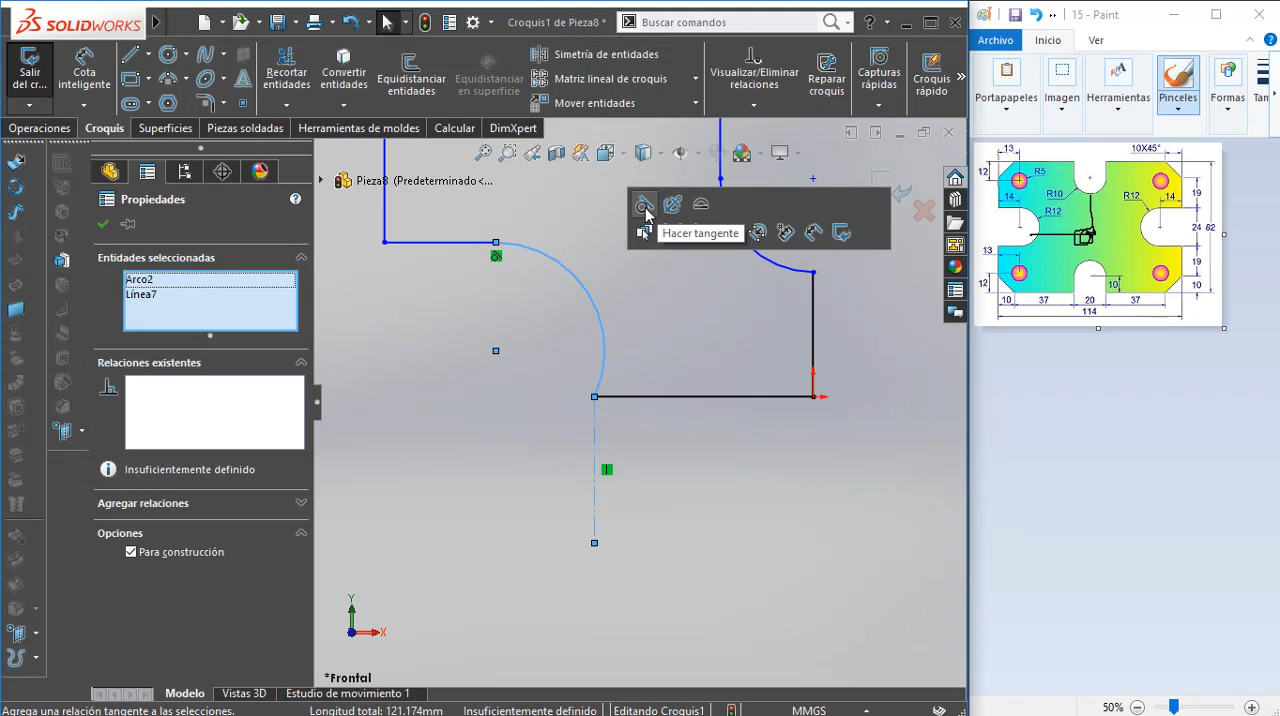 SOLIDWORKS
Croquis1 de Pieza8 *
Buscar comandos
?
15 - Paint
Salir
del cr...
Cota
inteligente
Recortar
entidades
Convertir
entidades
Equidistanciar
entidades
Equidistanciar
en superficie
Simetría de entidades
Matriz lineal de croquis
Mover entidades
Visualizar/Eliminar
relaciones
Reparar
croquis
Capturas
rápidas
Croquis
rápido
Archivo
Inicio
Ver
Portapapeles
Imagen
Herramientas
Pinceles
Formas
Tam
Operaciones
Croquis
Superficies
Piezas soldadas
Herramientas de moldes
Calcular
DimXpert
Pieza8 (Predeterminado <...
Propiedades
Entidades seleccionadas
Arco2
Línea7
Relaciones existentes
Insuficientemente definido
Agregar relaciones
Opciones
Para construcción
Hacer tangente
13
10X45°
12
R5
R10
14
R12
R12
14
19
24
62
13
19
12
10
10
10
37
20
37
114
Y
X
*Frontal
Modelo
Vistas 3D
Estudio de movimiento 1
Agrega una relación tangente a las selecciones.
Longitud total: 121.174mm
Insuficientemente definido
Editando Croquis1
MMGS
50%